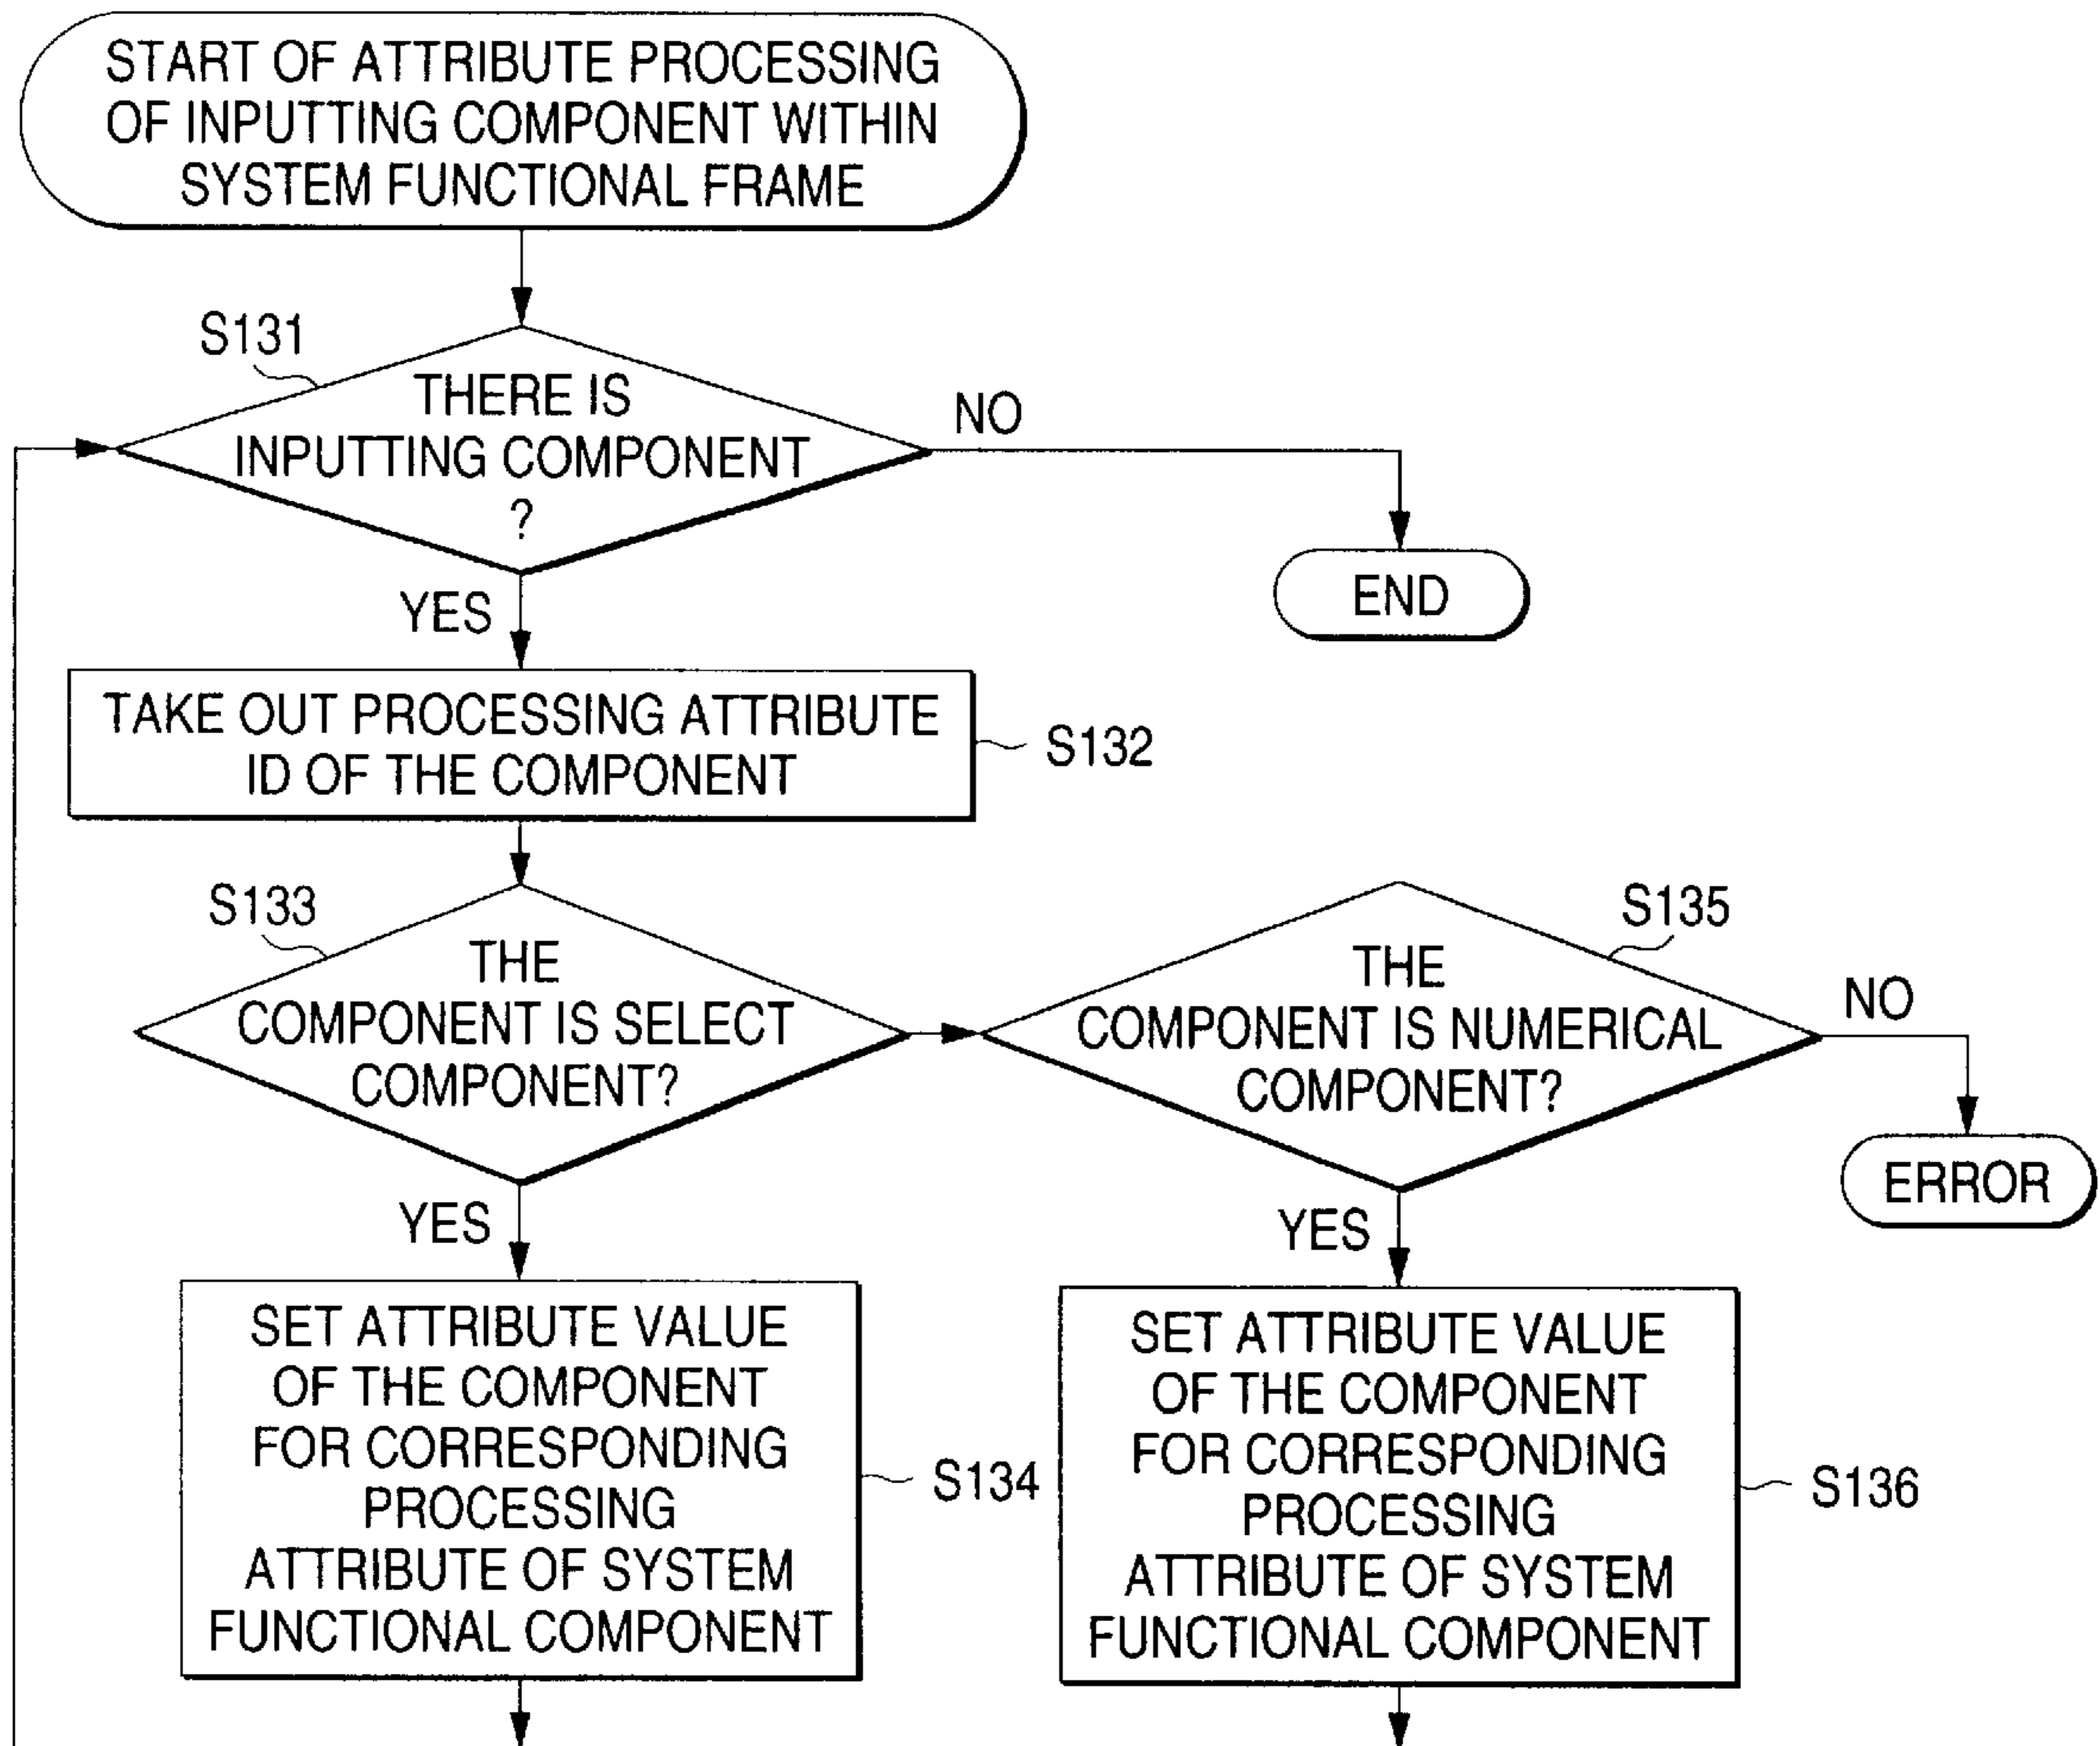 START OF ATTRIBUTE PROCESSING
OF INPUTTING COMPONENT WITHIN
SYSTEM FUNCTIONAL FRAME
S131
THERE IS
INPUTTING COMPONENT
?
NO
END
YES
TAKE OUT PROCESSING ATTRIBUTE
ID OF THE COMPONENT
S132
S133
THE
COMPONENT IS SELECT
COMPONENT?
S135
THE
COMPONENT IS NUMERICAL
COMPONENT?
NO
ERROR
YES
SET ATTRIBUTE VALUE
OF THE COMPONENT
FOR CORRESPONDING
PROCESSING
ATTRIBUTE OF SYSTEM
FUNCTIONAL COMPONENT
S134
YES
SET ATTRIBUTE VALUE
OF THE COMPONENT
FOR CORRESPONDING
PROCESSING
ATTRIBUTE OF SYSTEM
FUNCTIONAL COMPONENT
S136